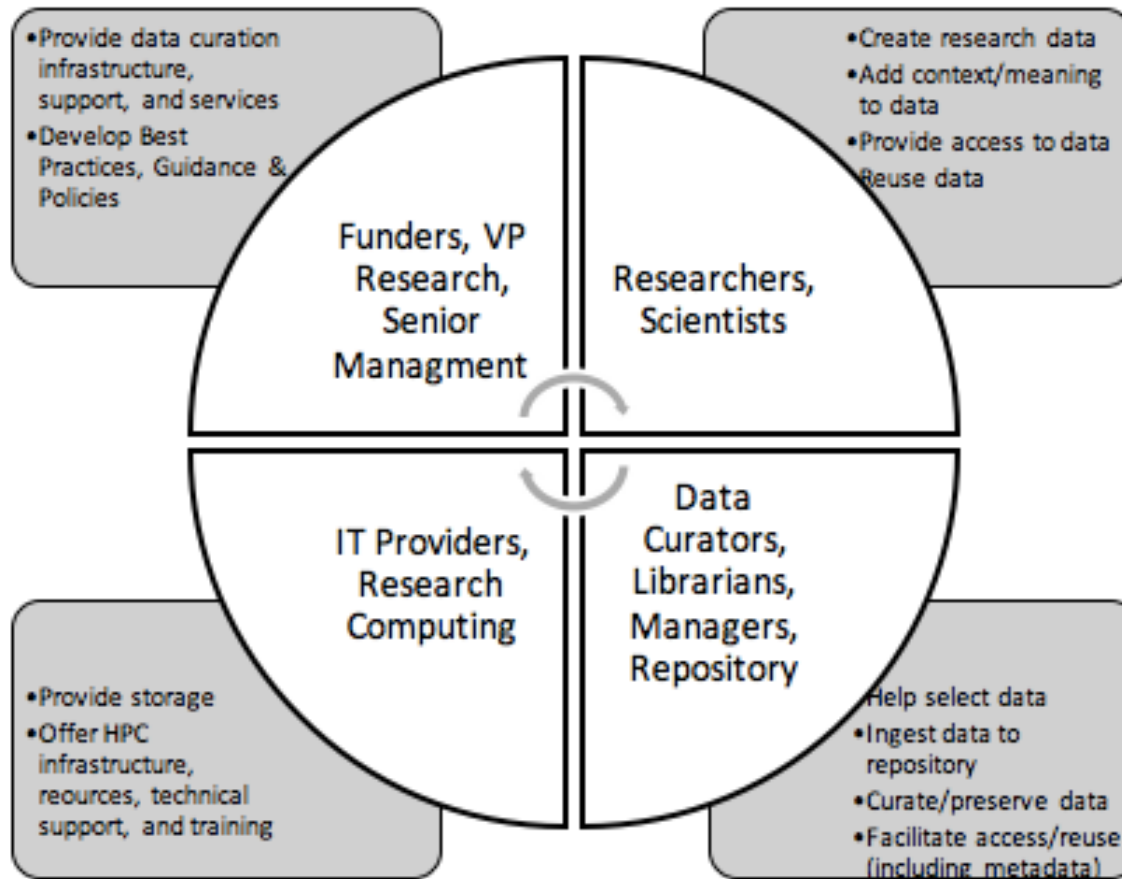 •Provide data curation
infrastructure,
support, and services
•Develop Best
Practices, Guidance &
Policies
•Create research data
•Add context/meaning
to data
•Provide access to data
Reuse data
Funders, VP
Research,
Senior
Managment
Researchers,
Scientists
IT Providers,
Research
Computing
Data
Curators,
Librarians,
Managers,
Repository
•Provide storage
•Offer HPC
infrastructure,
reources, technical
support, and training
Help select data
•Ingest data to
repository
•Curate/preserve data
•Facilitate access/reuse
(including metadata)